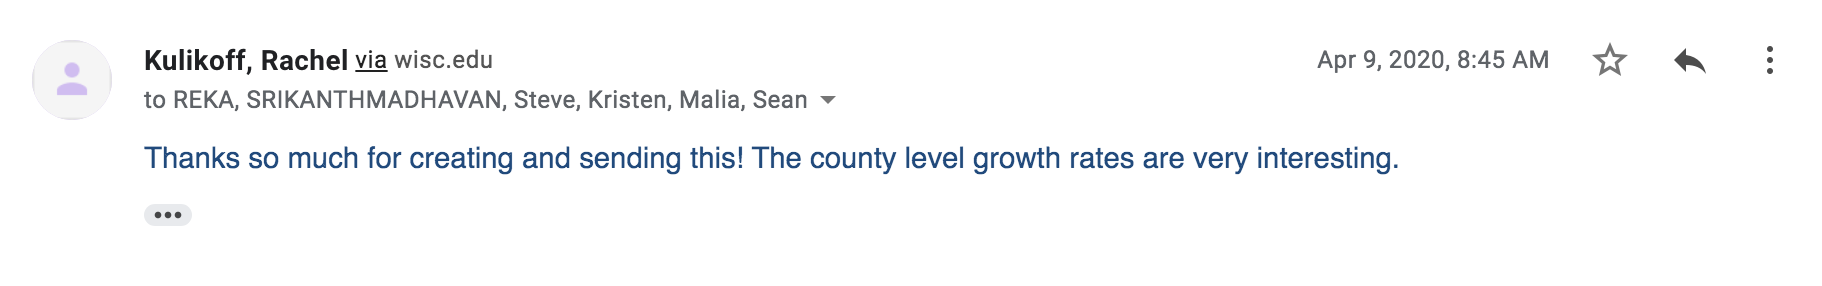 Kulikoff, Rachel via wisc.edu
Apr 9, 2020, 8:45 AM
to REKA, SRIKANTHMADHAVAN, Steve, Kristen, Malia, Sean
Thanks so much for creating and sending this! The county level growth rates are very interesting.